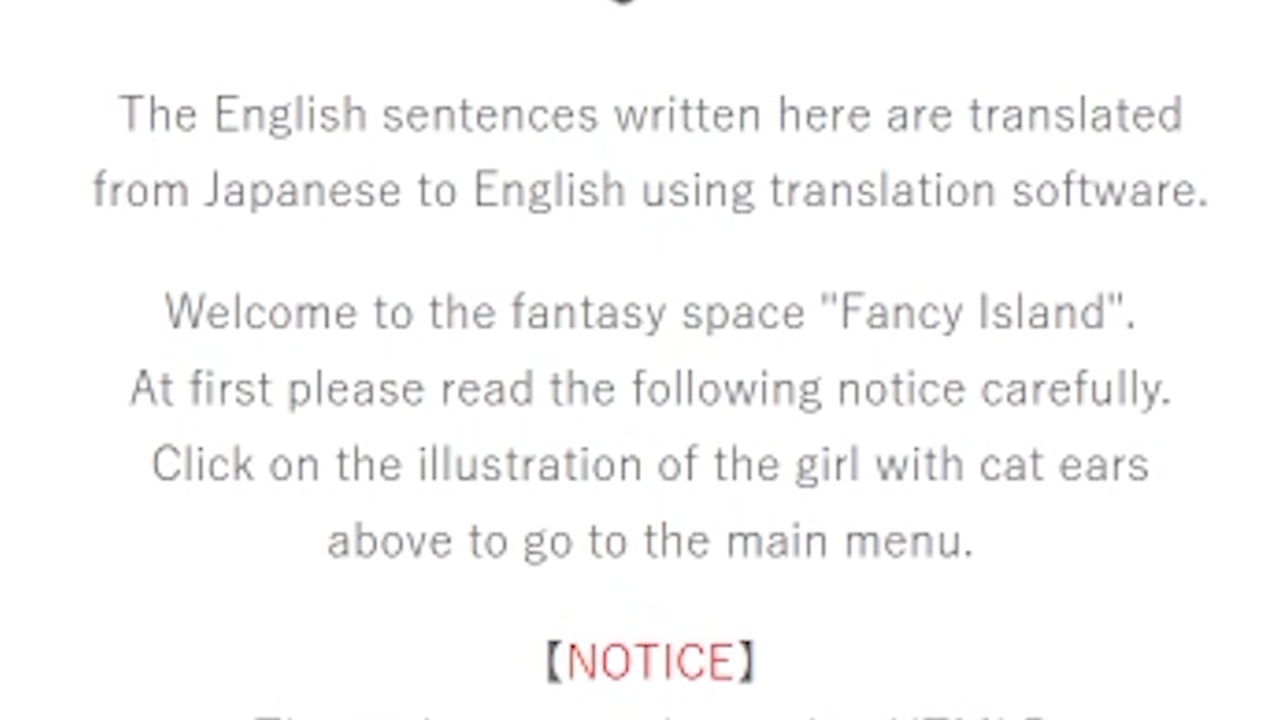 The English sentences written here are translated
from Japanese to English using translation software.
Welcome to the fantasy space "Fancy Island".
At first please read the following notice carefully.
Click on the illustration of the girl with cat ears
above to go to the main menu.
【NOTICE】